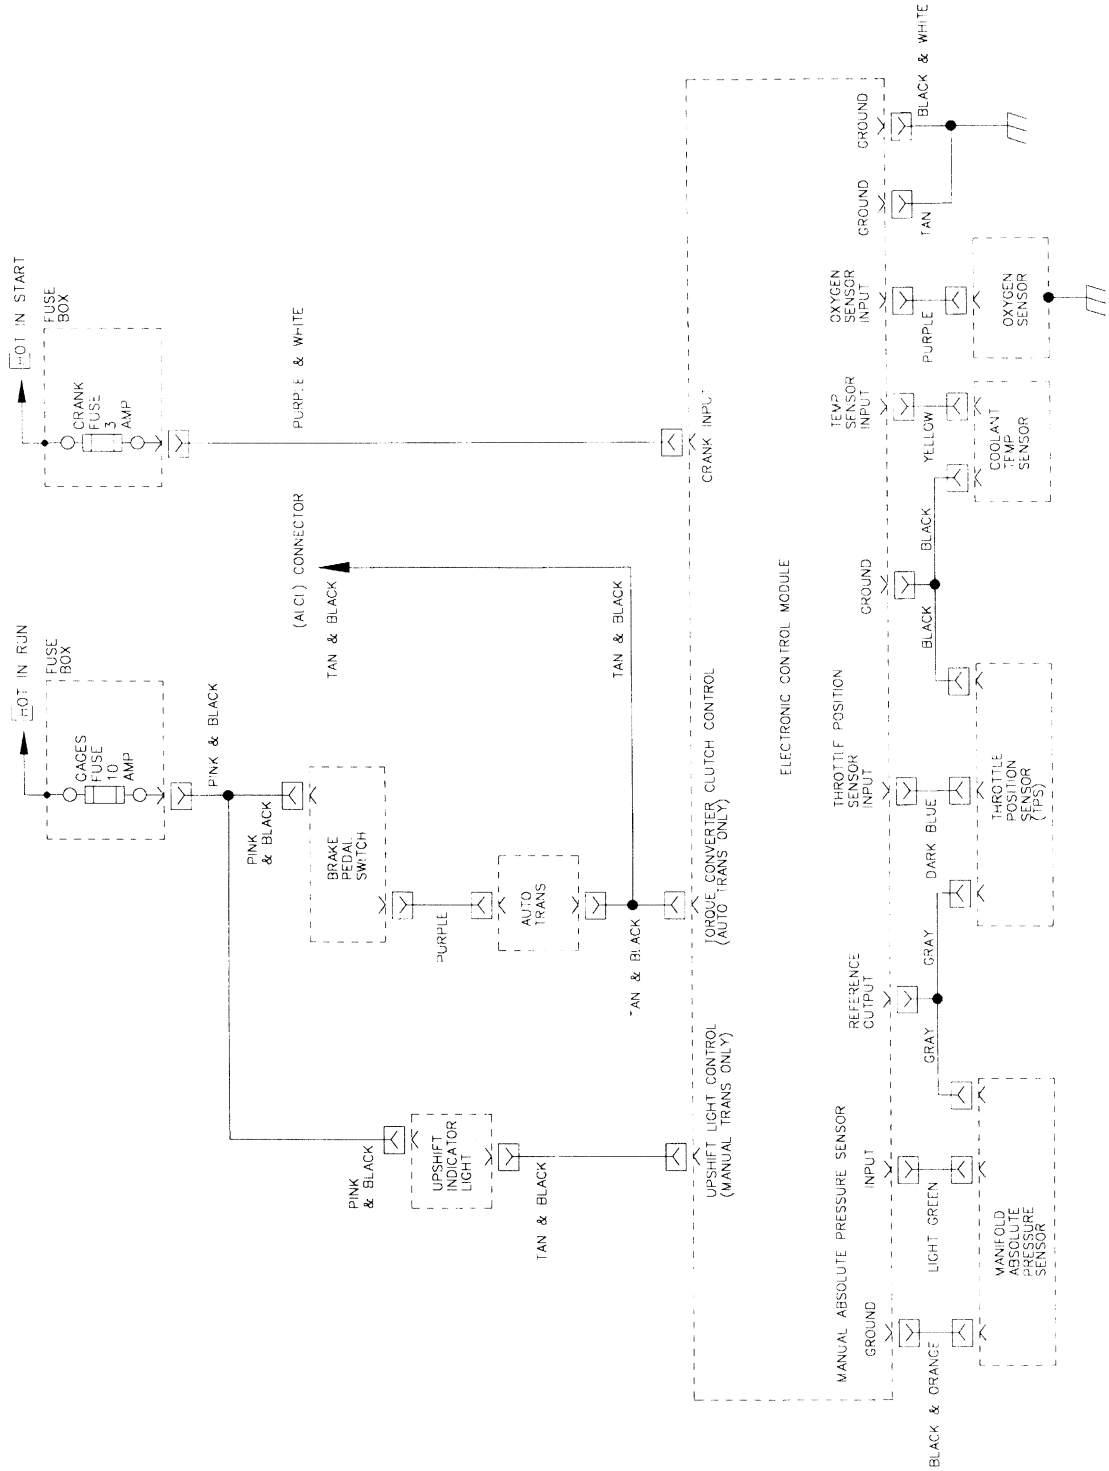 HOT IN RUN
FUSE
BOX
GAGES
FUSE
10
AMP
PINK & BLACK
PINK
& BLACK
PINK
& BLACK
BRAKE
PEDAL
SWITCH
PURPLE
AUTO
TRANS
TAN & BLACK
UPSHIFT
INDICATOR
LIGHT
TAN & BLACK
(ALCL) CONNECTOR
TAN & BLACK
TAN & BLACK
HOT IN START
FUSE
BOX
CRANK
FUSE
3
AMP
PURPLE & WHITE
UPSHIFT LIGHT CONTROL
(MANUAL TRANS ONLY)
TORQUE CONVERTER CLUTCH CONTROL
(AUTO TRANS ONLY)
CRANK INPUT
ELECTRONIC CONTROL MODULE
MANUAL ABSOLUTE PRESSURE SENSOR
GROUND
INPUT
REFERENCE
OUTPUT
THROTTLE POSITION
SENSOR
INPUT
GROUND
TEMP
SENSOR
INPUT
OXYGEN
SENSOR
INPUT
GROUND
GROUND
BLACK & ORANGE
LIGHT GREEN
GRAY
GRAY
DARK BLUE
BLACK
BLACK
YELLOW
PURPLE
TAN
BLACK & WHITE
MANIFOLD
ABSOLUTE
PRESSURE
SENSOR
THROTTLE
POSITION
SENSOR
(TPS)
COOLANT
TEMP
SENSOR
OXYGEN
SENSOR